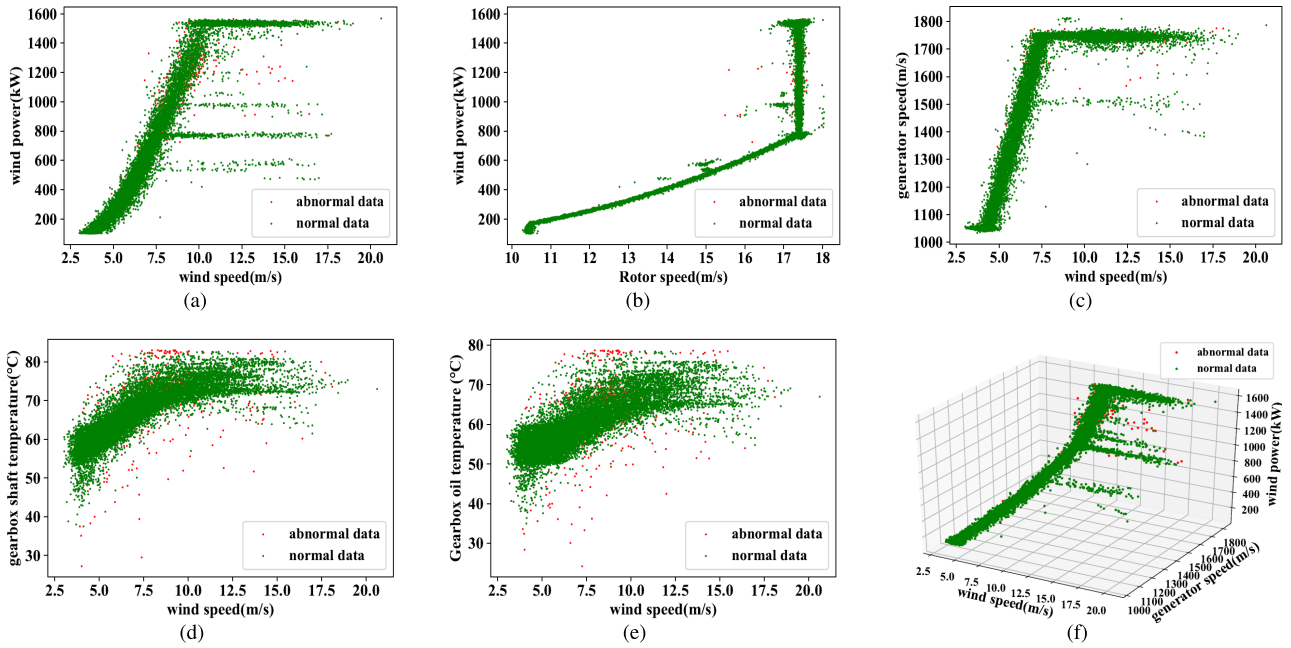 1600
1400
1200
1000
800
600
400
200
wind power(kW)
2.5 5.0 7.5 10.0 12.5 15.0 17.5 20.0
wind speed(m/s)
abnormal data
normal data
(a)
1600
1400
1200
1000
800
600
400
200
wind power(kW)
10 11 12 13 14 15 16 17 18
Rotor speed(m/s)
abnormal data
normal data
(b)
1800
1700
1600
1500
1400
1300
1200
1100
1000
generator speed(m/s)
2.5 5.0 7.5 10.0 12.5 15.0 17.5 20.0
wind speed(m/s)
abnormal data
normal data
(c)
80
70
60
50
40
30
gearbox shaft temperature(°C)
2.5 5.0 7.5 10.0 12.5 15.0 17.5 20.0
wind speed(m/s)
abnormal data
normal data
(d)
80
70
60
50
40
30
Gearbox oil temperature (°C)
2.5 5.0 7.5 10.0 12.5 15.0 17.5 20.0
wind speed(m/s)
abnormal data
normal data
(e)
abnormal data
normal data
1600
1400
1200
1000
800
600
400
200
wind power(kW)
1800
1700
1600
1500
1400
1300
1200
1100
1000
generator speed(m/s)
2.5 5.0 7.5 10.0 12.5 15.0 17.5 20.0
wind speed(m/s)
(f)